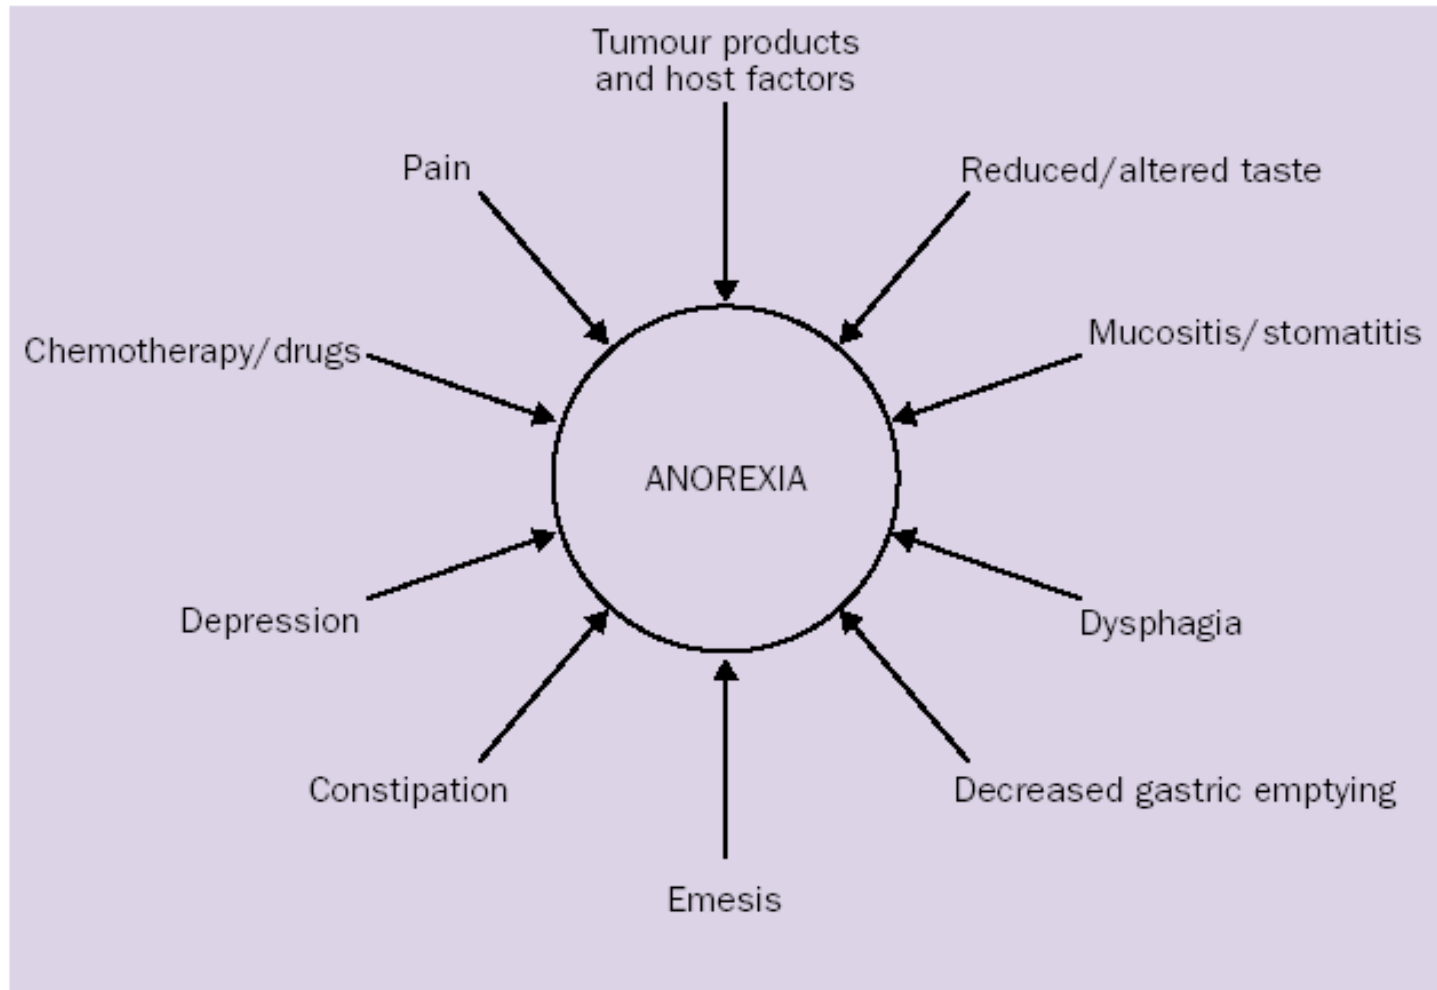 Tumour products
and host factors
Pain
Reduced/altered taste
Chemotherapy/drugs
Mucositis/stomatitis
ANOREXIA
Depression
Dysphagia
Constipation
Decreased gastric emptying
Emesis